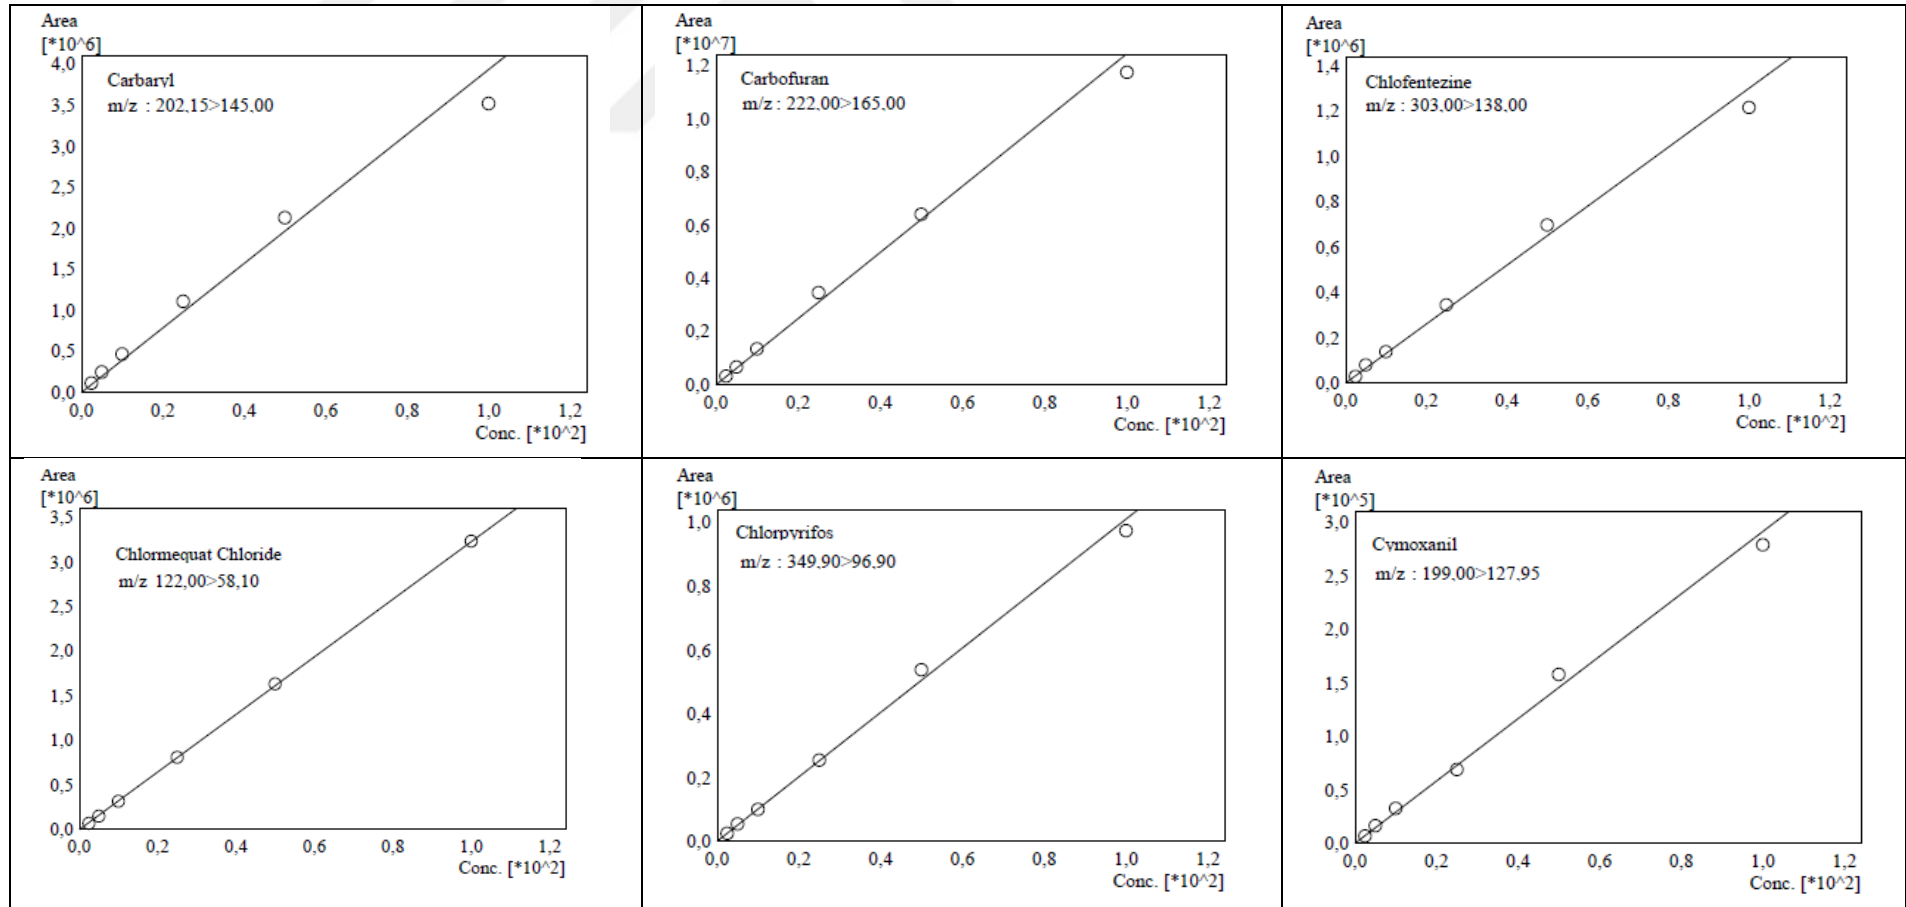 Area
[*10^6]
4,0
3,5
3,0
2,5
2,0
1,5
1,0
0,5
0,0
Carbaryl
m/z : 202,15>145,00
0,0 0,2 0,4 0,6 0,8 1,0 1,2
Conc. [*10^2]
Area
[*10^7]
1,2
1,0
0,8
0,6
0,4
0,2
0,0
Carbofuran
m/z : 222,00>165,00
0,0 0,2 0,4 0,6 0,8 1,0 1,2
Conc. [*10^2]
Area
[*10^6]
1,4
1,2
1,0
0,8
0,6
0,4
0,2
0,0
Chlofentezine
m/z : 303,00>138,00
0,0 0,2 0,4 0,6 0,8 1,0 1,2
Conc. [*10^2]
Area
[*10^6]
3,5
3,0
2,5
2,0
1,5
1,0
0,5
0,0
Chlormequat Chloride
m/z 122,00>58,10
0,0 0,2 0,4 0,6 0,8 1,0 1,2
Conc. [*10^2]
Area
[*10^6]
1,0
0,8
0,6
0,4
0,2
0,0
Chlorpyrifos
m/z : 349,90>96,90
0,0 0,2 0,4 0,6 0,8 1,0 1,2
Conc. [*10^2]
Area
[*10^5]
3,0
2,5
2,0
1,5
1,0
0,5
0,0
Cymoxanil
m/z : 199,00>127,95
0,0 0,2 0,4 0,6 0,8 1,0 1,2
Conc. [*10^2]